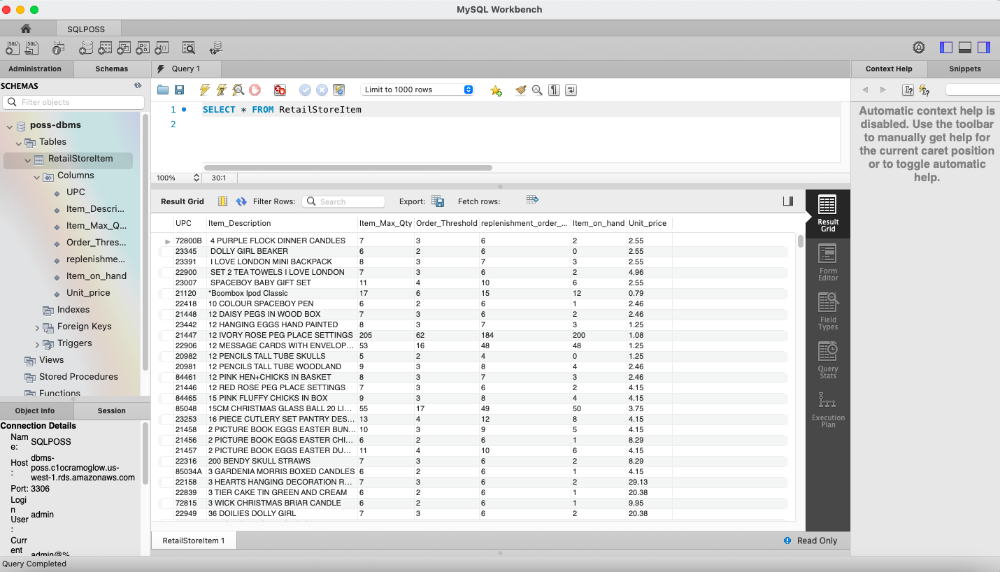 MySQL Workbench
SQLPOSS
Administration
Schemas
Query 1
Context Help
Snippets
SCHEMAS
Filter objects
poss-dbms
Tables
RetailStoreItem
Columns
UPC
Item_Descri...
Item_Max_Q...
Order_Thres...
replenishme...
Item_on_hand
Unit_price
Indexes
Foreign Keys
Triggers
Views
Stored Procedures
Functions
Object Info
Session
Connection Details
Nam
e: SQLPOSS
Host
: dbms-
poss.c1ocramoglow.us-
west-1.rds.amazonaws.com
Port: 3306
Logi
n
User
: admin
Curr
ent admin@%
Query Completed
Limit to 1000 rows
1 SELECT * FROM RetailStoreItem
2
100% 30:1
Result Grid Filter Rows: Search Export: Fetch rows:
UPC Item_Description Item_Max_Qty Order_Threshold replenishment_order_... Item_on_hand Unit_price
72800B 4 PURPLE FLOCK DINNER CANDLES 7 3 6 2 2.55
23345 DOLLY GIRL BEAKER 6 2 6 0 2.55
23391 I LOVE LONDON MINI BACKPACK 8 3 7 3 2.55
22900 SET 2 TEA TOWELS I LOVE LONDON 7 3 6 2 4.96
23007 SPACEBOY BABY GIFT SET 11 4 10 6 2.55
21120 *Boombox Ipod Classic 17 6 15 12 0.79
22418 10 COLOUR SPACEBOY PEN 6 2 6 1 2.46
21448 12 DAISY PEGS IN WOOD BOX 7 3 6 2 2.46
23442 12 HANGING EGGS HAND PAINTED 8 3 7 3 1.25
21447 12 IVORY ROSE PEG PLACE SETTINGS 205 62 184 200 1.08
22906 12 MESSAGE CARDS WITH ENVELOP... 53 16 48 48 1.25
20982 12 PENCILS TALL TUBE SKULLS 5 2 4 0 1.25
20981 12 PENCILS TALL TUBE WOODLAND 9 3 8 4 2.46
84461 12 PINK HEN+CHICKS IN BASKET 8 3 7 3 2.46
21446 12 RED ROSE PEG PLACE SETTINGS 7 3 6 2 4.15
84465 15 PINK FLUFFY CHICKS IN BOX 9 3 8 4 4.15
85048 15CM CHRISTMAS GLASS BALL 20 LI... 55 17 49 50 3.75
23253 16 PIECE CUTLERY SET PANTRY DES... 13 4 12 8 4.15
21458 2 PICTURE BOOK EGGS EASTER BUN... 10 3 9 5 4.15
21456 2 PICTURE BOOK EGGS EASTER CHI... 6 2 6 1 8.29
21457 2 PICTURE BOOK EGGS EASTER DU... 11 4 10 6 4.15
22316 200 BENDY SKULL STRAWS 7 3 6 2 8.29
85034A 3 GARDENIA MORRIS BOXED CANDLES 6 2 6 1 4.15
22158 3 HEARTS HANGING DECORATION R... 7 3 6 2 29.13
22839 3 TIER CAKE TIN GREEN AND CREAM 6 2 6 1 20.38
72815 3 WICK CHRISTMAS BRIAR CANDLE 6 2 6 1 9.95
22949 36 DOILIES DOLLY GIRL 7 3 6 2 20.38
RetailStoreItem 1
Read Only
Result
Grid
Form
Editor
Field
Types
Query
Stats
Execution
Plan
Automatic context help is
disabled. Use the toolbar
to manually get help for
the current caret position
or to toggle automatic
help.